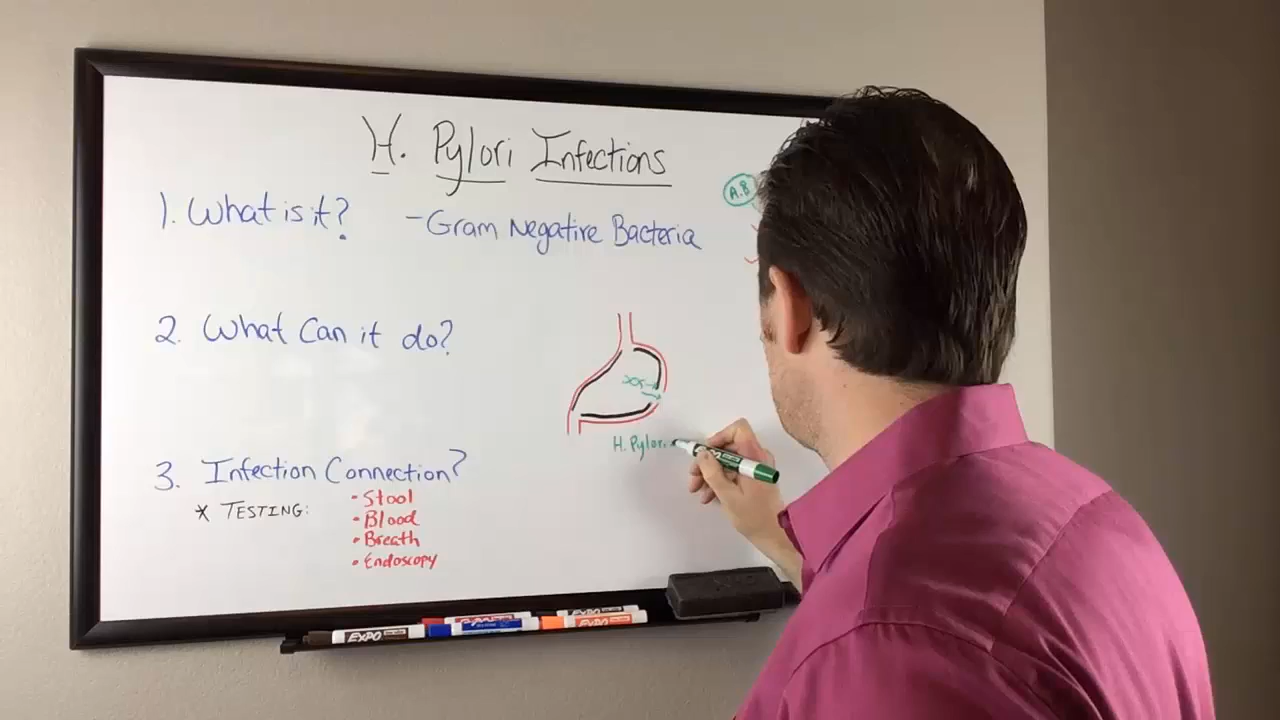 H. Pylori Infections
A.B
1. What is it? - Gram Negative Bacteria
2. What Can it do?
H. Pylori
3. Infection Connection?
* TESTING:
• Stool
• Blood
• Breath
• Endoscopy
EXPO
EXPO
EXPO